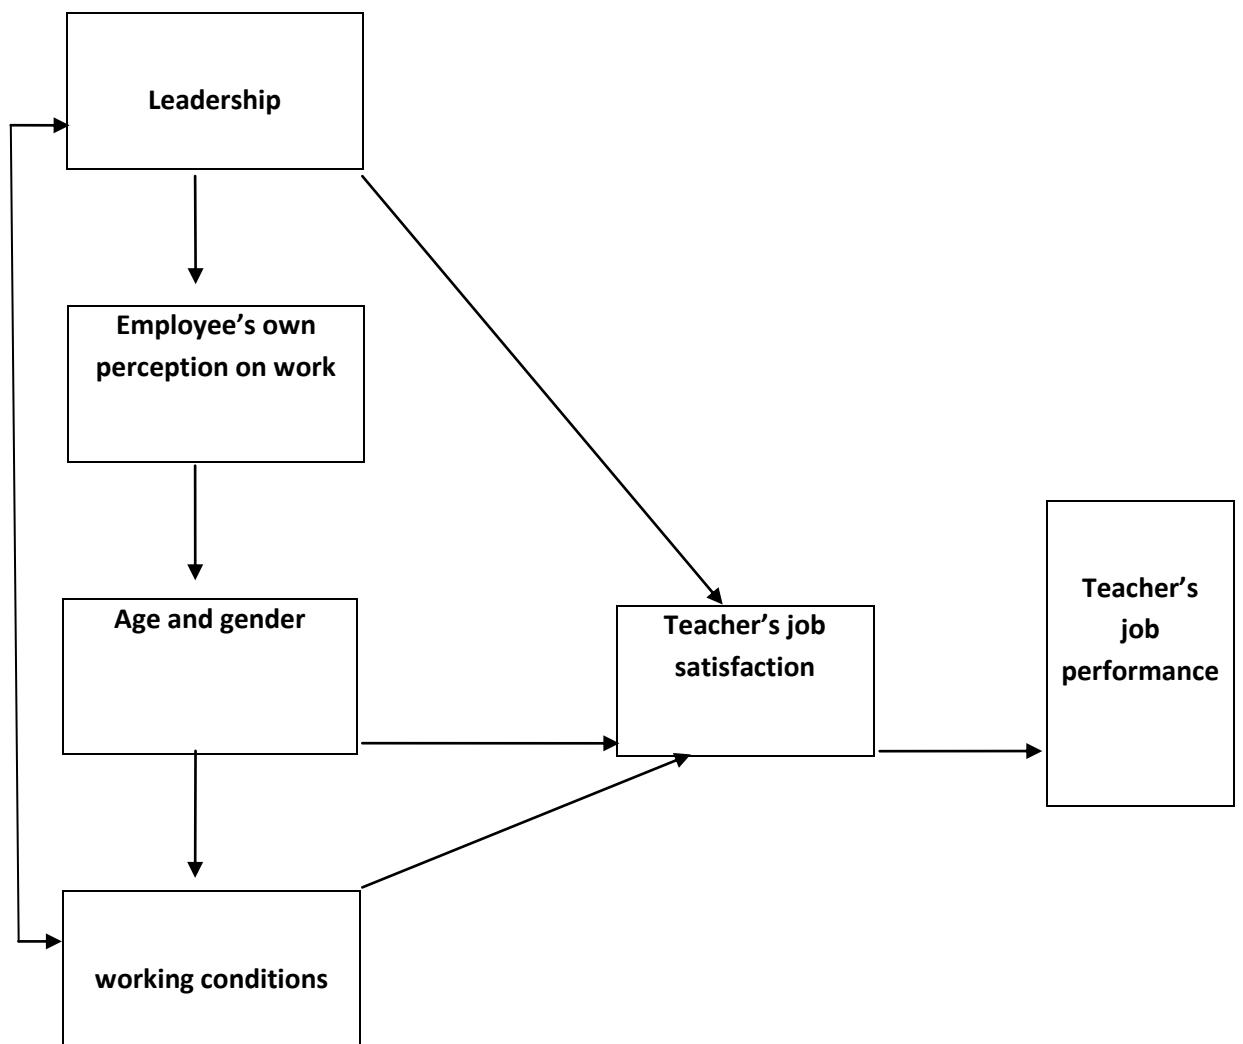 Leadership
Employee’s own
perception on work
Age and gender
Teacher’s job
satisfaction
Teacher’s
job
performance
working conditions